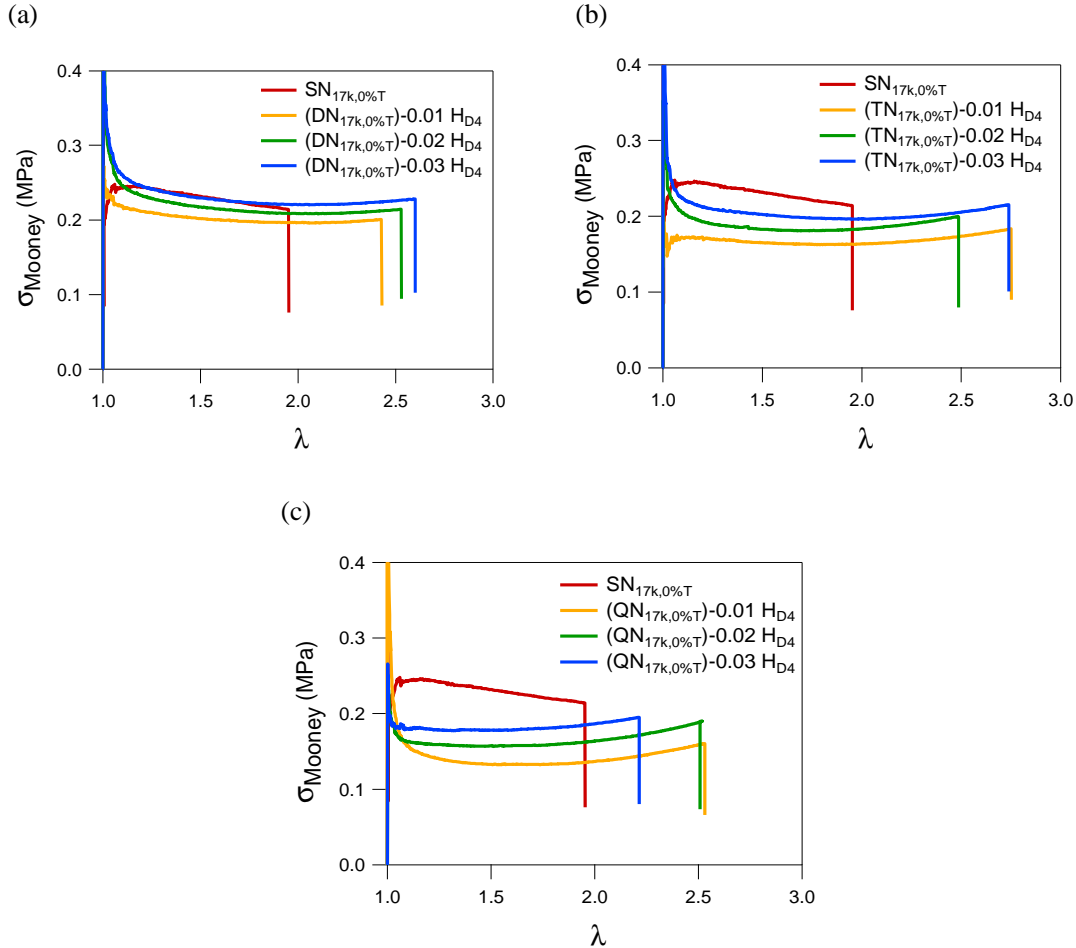 (a)
(b)
0.4
0.3
0.2
0.1
0.0
σMooney (MPa)
SN17k,0%T
(DN17k,0%T)-0.01 HD4
(DN17k,0%T)-0.02 HD4
(DN17k,0%T)-0.03 HD4
1.0 1.5 2.0 2.5 3.0
λ
0.4
0.3
0.2
0.1
0.0
σMooney (MPa)
SN17k,0%T
(TN17k,0%T)-0.01 HD4
(TN17k,0%T)-0.02 HD4
(TN17k,0%T)-0.03 HD4
1.0 1.5 2.0 2.5 3.0
λ
(c)
0.4
0.3
0.2
0.1
0.0
σMooney (MPa)
SN17k,0%T
(QN17k,0%T)-0.01 HD4
(QN17k,0%T)-0.02 HD4
(QN17k,0%T)-0.03 HD4
1.0 1.5 2.0 2.5 3.0
λ